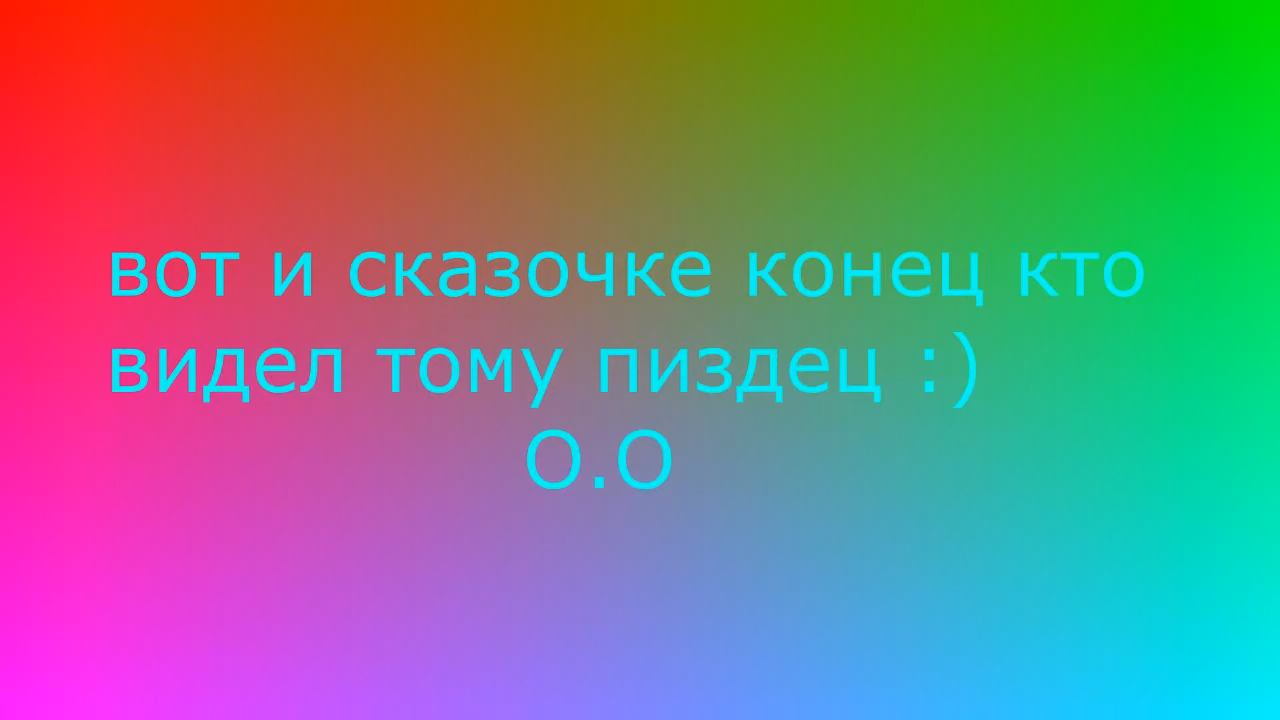 вот и сказочке конец кто
видел тому пиздец :)
О.О